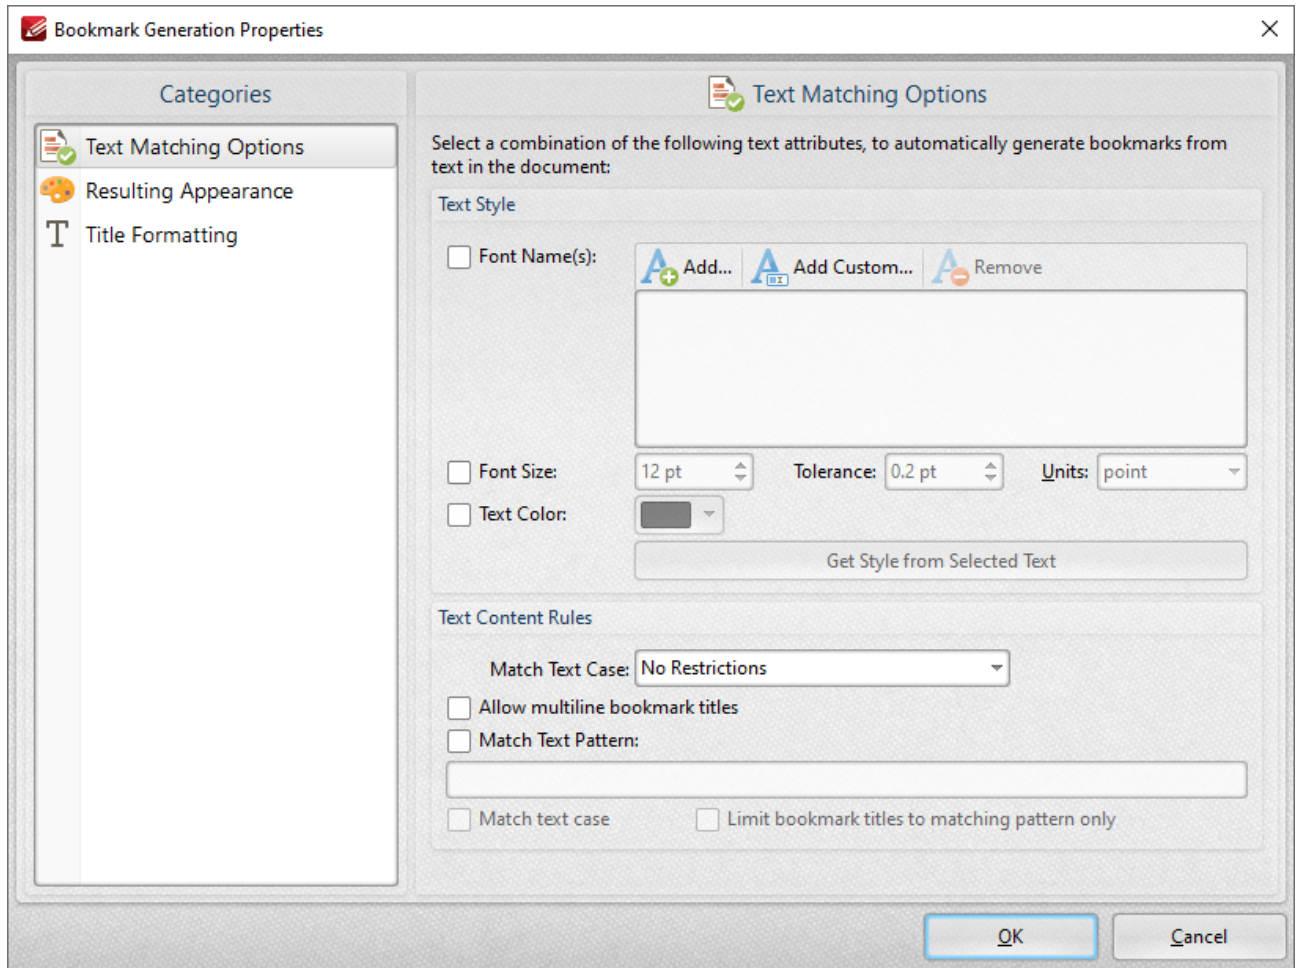 Bookmark Generation Properties
Categories
Text Matching Options
Resulting Appearance
Title Formatting
Text Matching Options
Select a combination of the following text attributes, to automatically generate bookmarks from
text in the document:
Text Style
Font Name(s):
Add...
Add Custom...
Remove
Font Size:
12 pt
Tolerance:
0.2 pt
Units:
point
Text Color:
Get Style from Selected Text
Text Content Rules
Match Text Case:
No Restrictions
Allow multiline bookmark titles
Match Text Pattern:
Match text case
Limit bookmark titles to matching pattern only
OK
Cancel